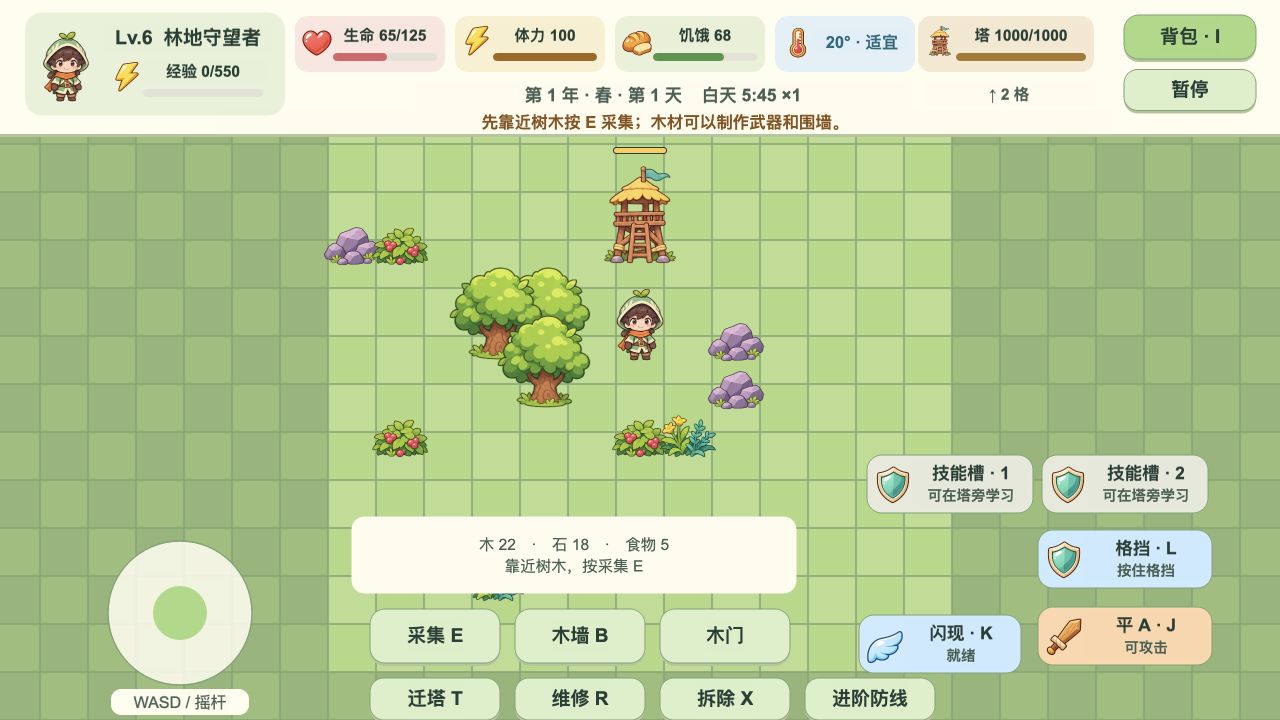 Lv.6 林地守望者
经验 0/550
生命 65/125
体力 100
饥饿 68
20° · 适宜
塔 1000/1000
背包 · I
暂停
第 1 年 · 春 · 第 1 天 白天 5:45 ×1
↑ 2 格
先靠近树木按 E 采集；木材可以制作武器和围墙。
技能槽 · 1
可在塔旁学习
技能槽 · 2
可在塔旁学习
格挡 · L
按住格挡
木 22 · 石 18 · 食物 5
靠近树木，按采集 E
采集 E
木墙 B
木门
闪现 · K
就绪
平 A · J
可攻击
WASD / 摇杆
迁塔 T
维修 R
拆除 X
进阶防线